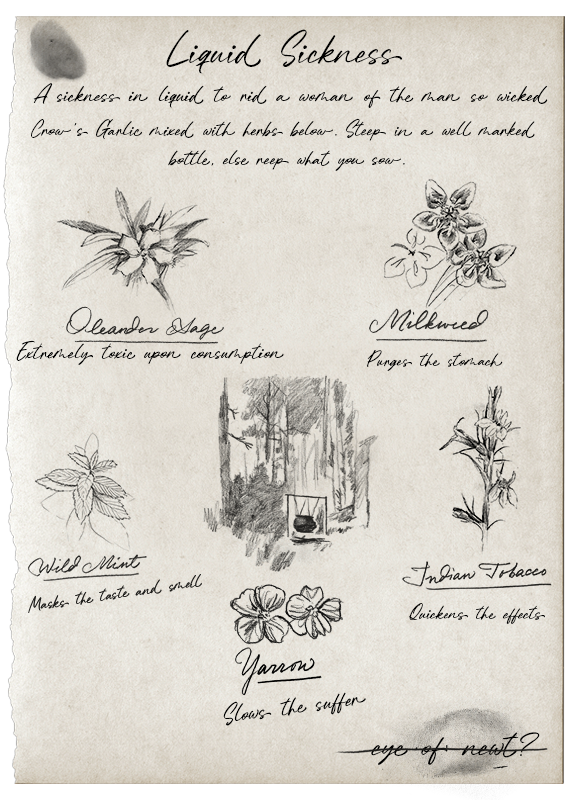 Liquid Sickness
A sickness in liquid to rid a woman of the man so wicked
Crow's Garlic mixed with herbs below. Steep in a well marked
bottle, else reep what you sow.
Oleander Sage
Extremely toxic upon consumption
Milkweed
Purges the stomach
Wild Mint
Masks the taste and smell
Indian Tobacco
Quickens the effects
Yarrow
Slows the suffer
eye of newt?